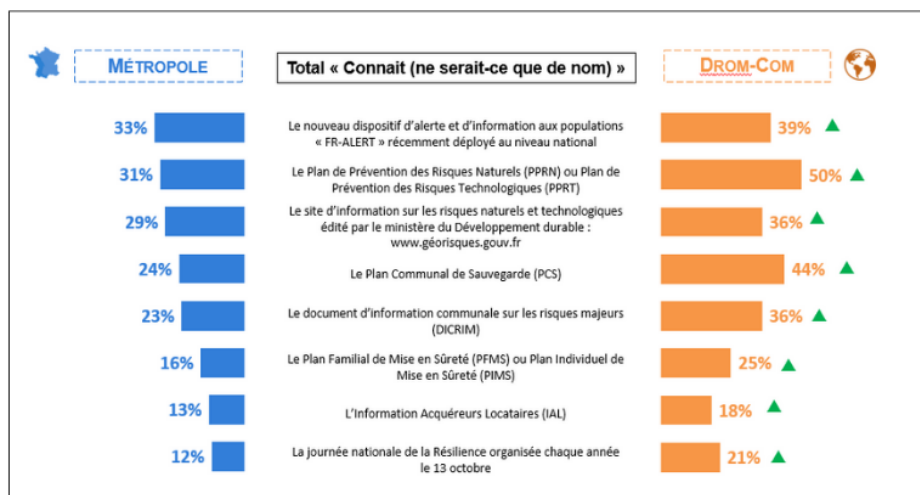 MÉTROPOLE
Total « Connait (ne serait-ce que de nom) »
DROM-COM
33%
Le nouveau dispositif d'alerte et d'information aux populations
« FR-ALERT » récemment déployé au niveau national
39%
31%
Le Plan de Prévention des Risques Naturels (PPRN) ou Plan de
Prévention des Risques Technologiques (PPRT)
50%
29%
Le site d'information sur les risques naturels et technologiques
édité par le ministère du Développement durable :
www.géorisques.gouv.fr
36%
24%
Le Plan Communal de Sauvegarde (PCS)
44%
23%
Le document d'information communale sur les risques majeurs
(DICRIM)
36%
16%
Le Plan Familial de Mise en Sûreté (PFMS) ou Plan Individuel de
Mise en Sûreté (PIMS)
25%
13%
L'Information Acquéreurs Locataires (IAL)
18%
12%
La journée nationale de la Résilience organisée chaque année
le 13 octobre
21%